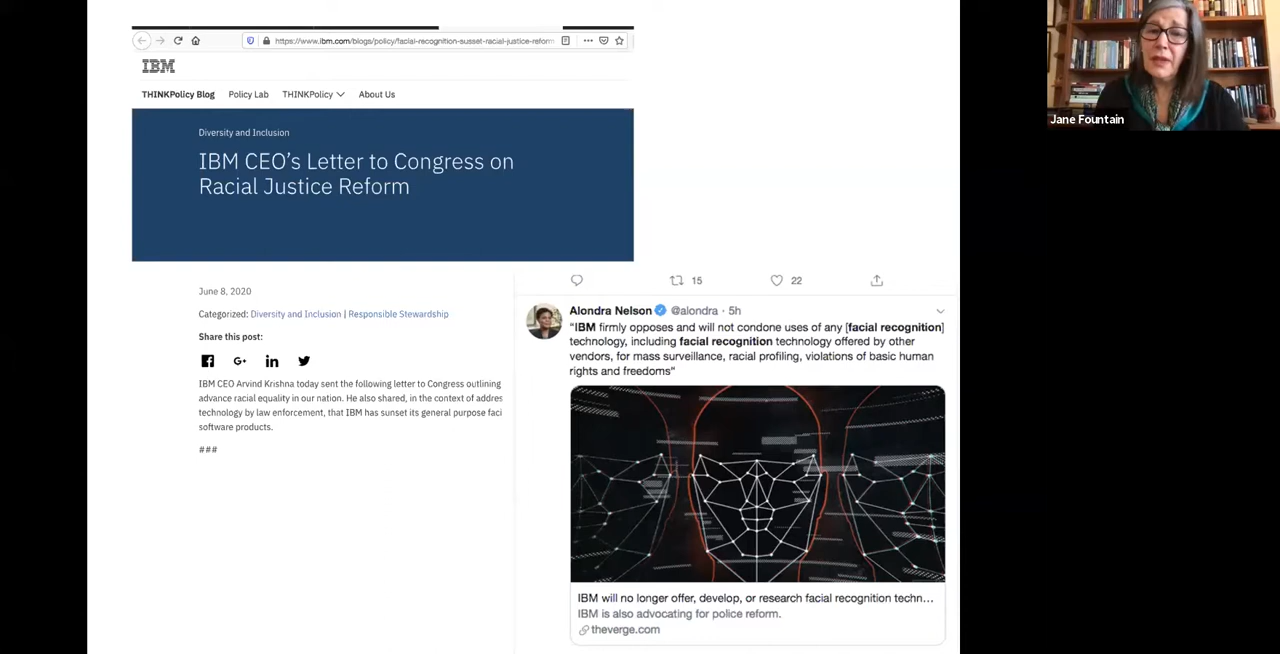 https://www.ibm.com/blogs/policy/facial-recognition-susset-racial-justice-reform
IBM
THINKPolicy Blog Policy Lab THINKPolicy About Us
Diversity and Inclusion
IBM CEO’s Letter to Congress on
Racial Justice Reform
June 8, 2020
Categorized: Diversity and Inclusion | Responsible Stewardship
Share this post:
IBM CEO Arvind Krishna today sent the following letter to Congress outlining
advance racial equality in our nation. He also shared, in the context of addres
technology by law enforcement, that IBM has sunset its general purpose faci
software products.
###
15 22
Alondra Nelson @alondra · 5h
“IBM firmly opposes and will not condone uses of any [facial recognition]
technology, including facial recognition technology offered by other
vendors, for mass surveillance, racial profiling, violations of basic human
rights and freedoms“
IBM will no longer offer, develop, or research facial recognition techn...
IBM is also advocating for police reform.
theverge.com
Jane Fountain